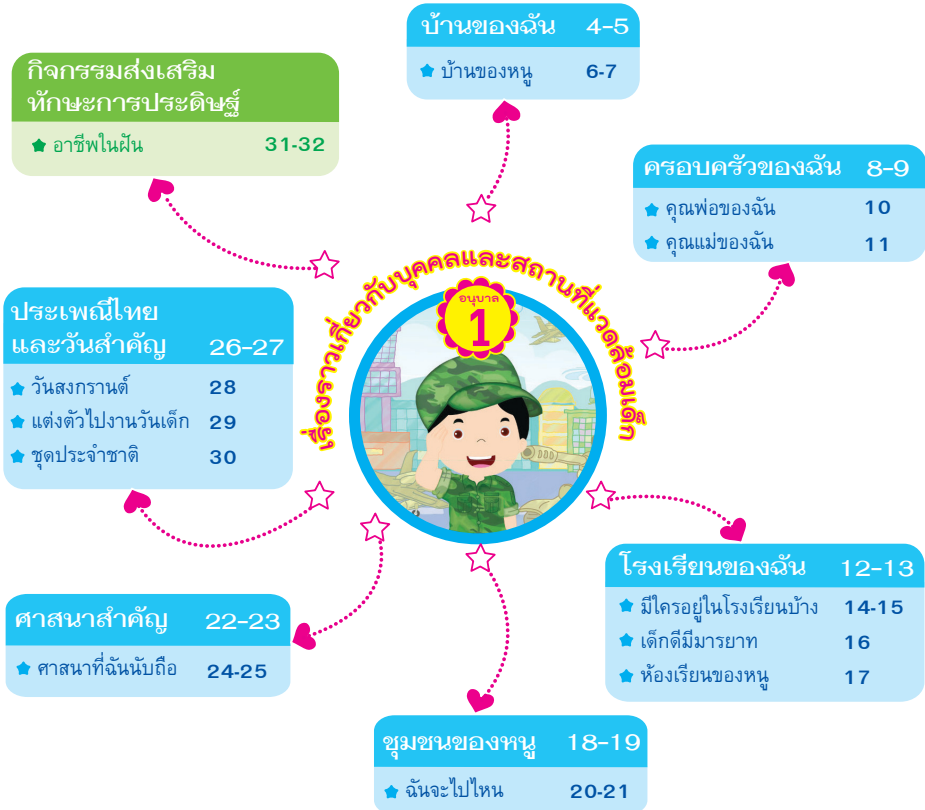 บ้านของฉัน 4-5
บ้านของหนู 6-7
กิจกรรมส่งเสริม
ทักษะการประดิษฐ์
อาชีพในฝัน 31-32
ครอบครัวของฉัน 8-9
คุณพ่อของฉัน 10
คุณแม่ของฉัน 11
เรื่องราวเกี่ยวกับบุคคลและสถานที่แวดล้อมเด็ก
อนุบาล
1
ประเพณีไทย
และวันสำคัญ 26-27
วันสงกรานต์ 28
แต่งตัวไปงานวันเด็ก 29
ชุดประจำชาติ 30
โรงเรียนของฉัน 12-13
มีใครอยู่ในโรงเรียนบ้าง 14-15
เด็กดีมีมารยาท 16
ห้องเรียนของหนู 17
ศาสนาสำคัญ 22-23
ศาสนาที่ฉันนับถือ 24-25
ชุมชนของหนู 18-19
ฉันจะไปไหน 20-21